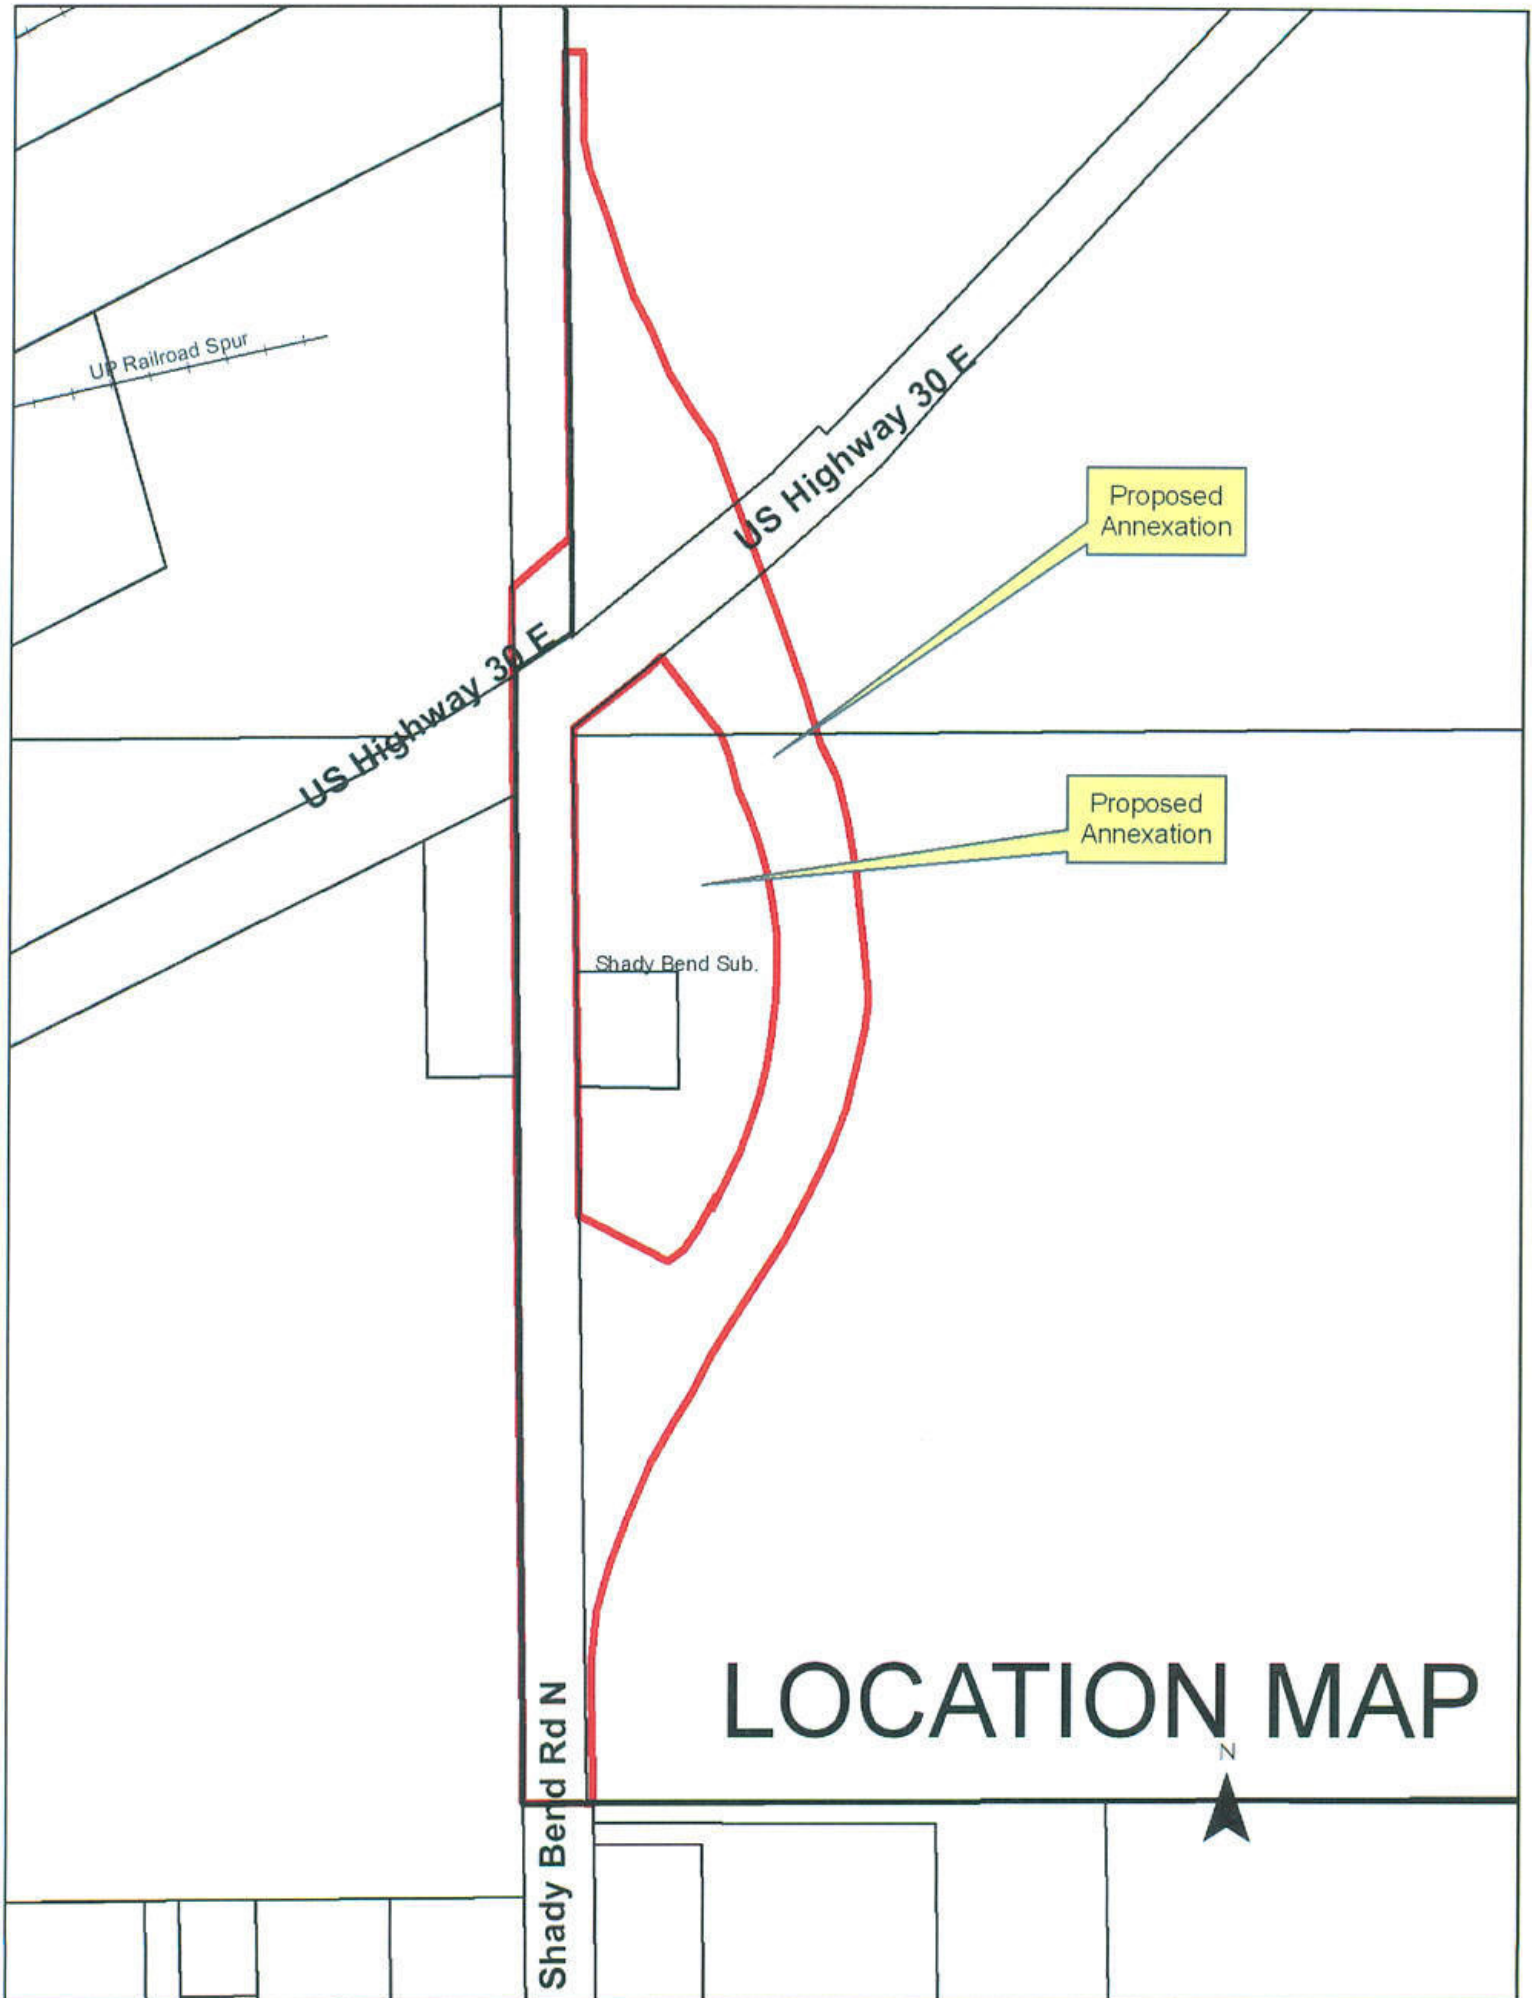 UP Railroad Spur
US Highway 30 E
Proposed
Annexation
US Highway 30 E
Proposed
Annexation
Shady Bend Sub.
LOCATION MAP
N
Shady Bend Rd N